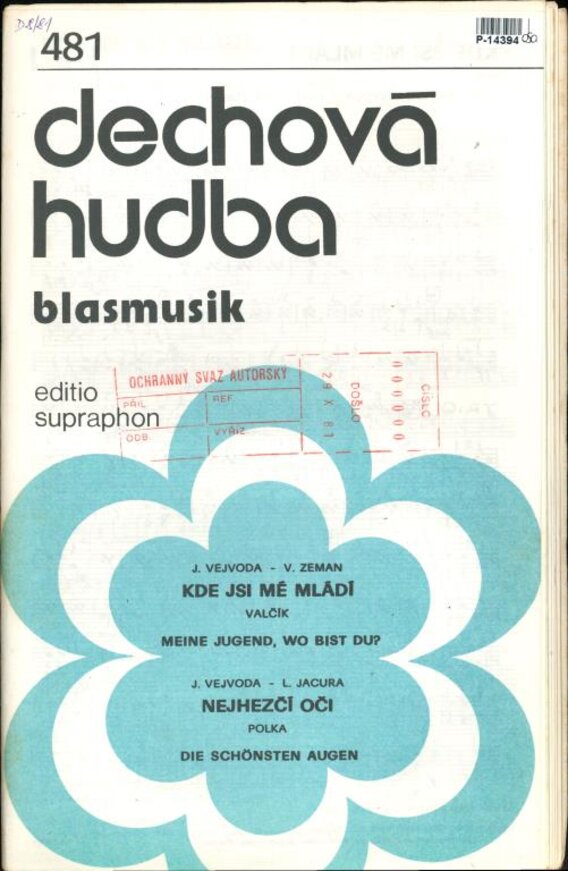 D8/81
481
P-14394
dechová
hudba
blasmusik
editio
supraphon
OCHRANNÝ SVAZ AUTORSKÝ
PŘÍL.
REF.
ODB.
VYŘIZ.
29 X 81
DOŠLO
0000000
ČÍSLO
J. VEJVODA - V. ZEMAN
KDE JSI MÉ MLÁDÍ
VALČÍK
MEINE JUGEND, WO BIST DU?
J. VEJVODA - L. JACURA
NEJHEZČÍ OČI
POLKA
DIE SCHÖNSTEN AUGEN